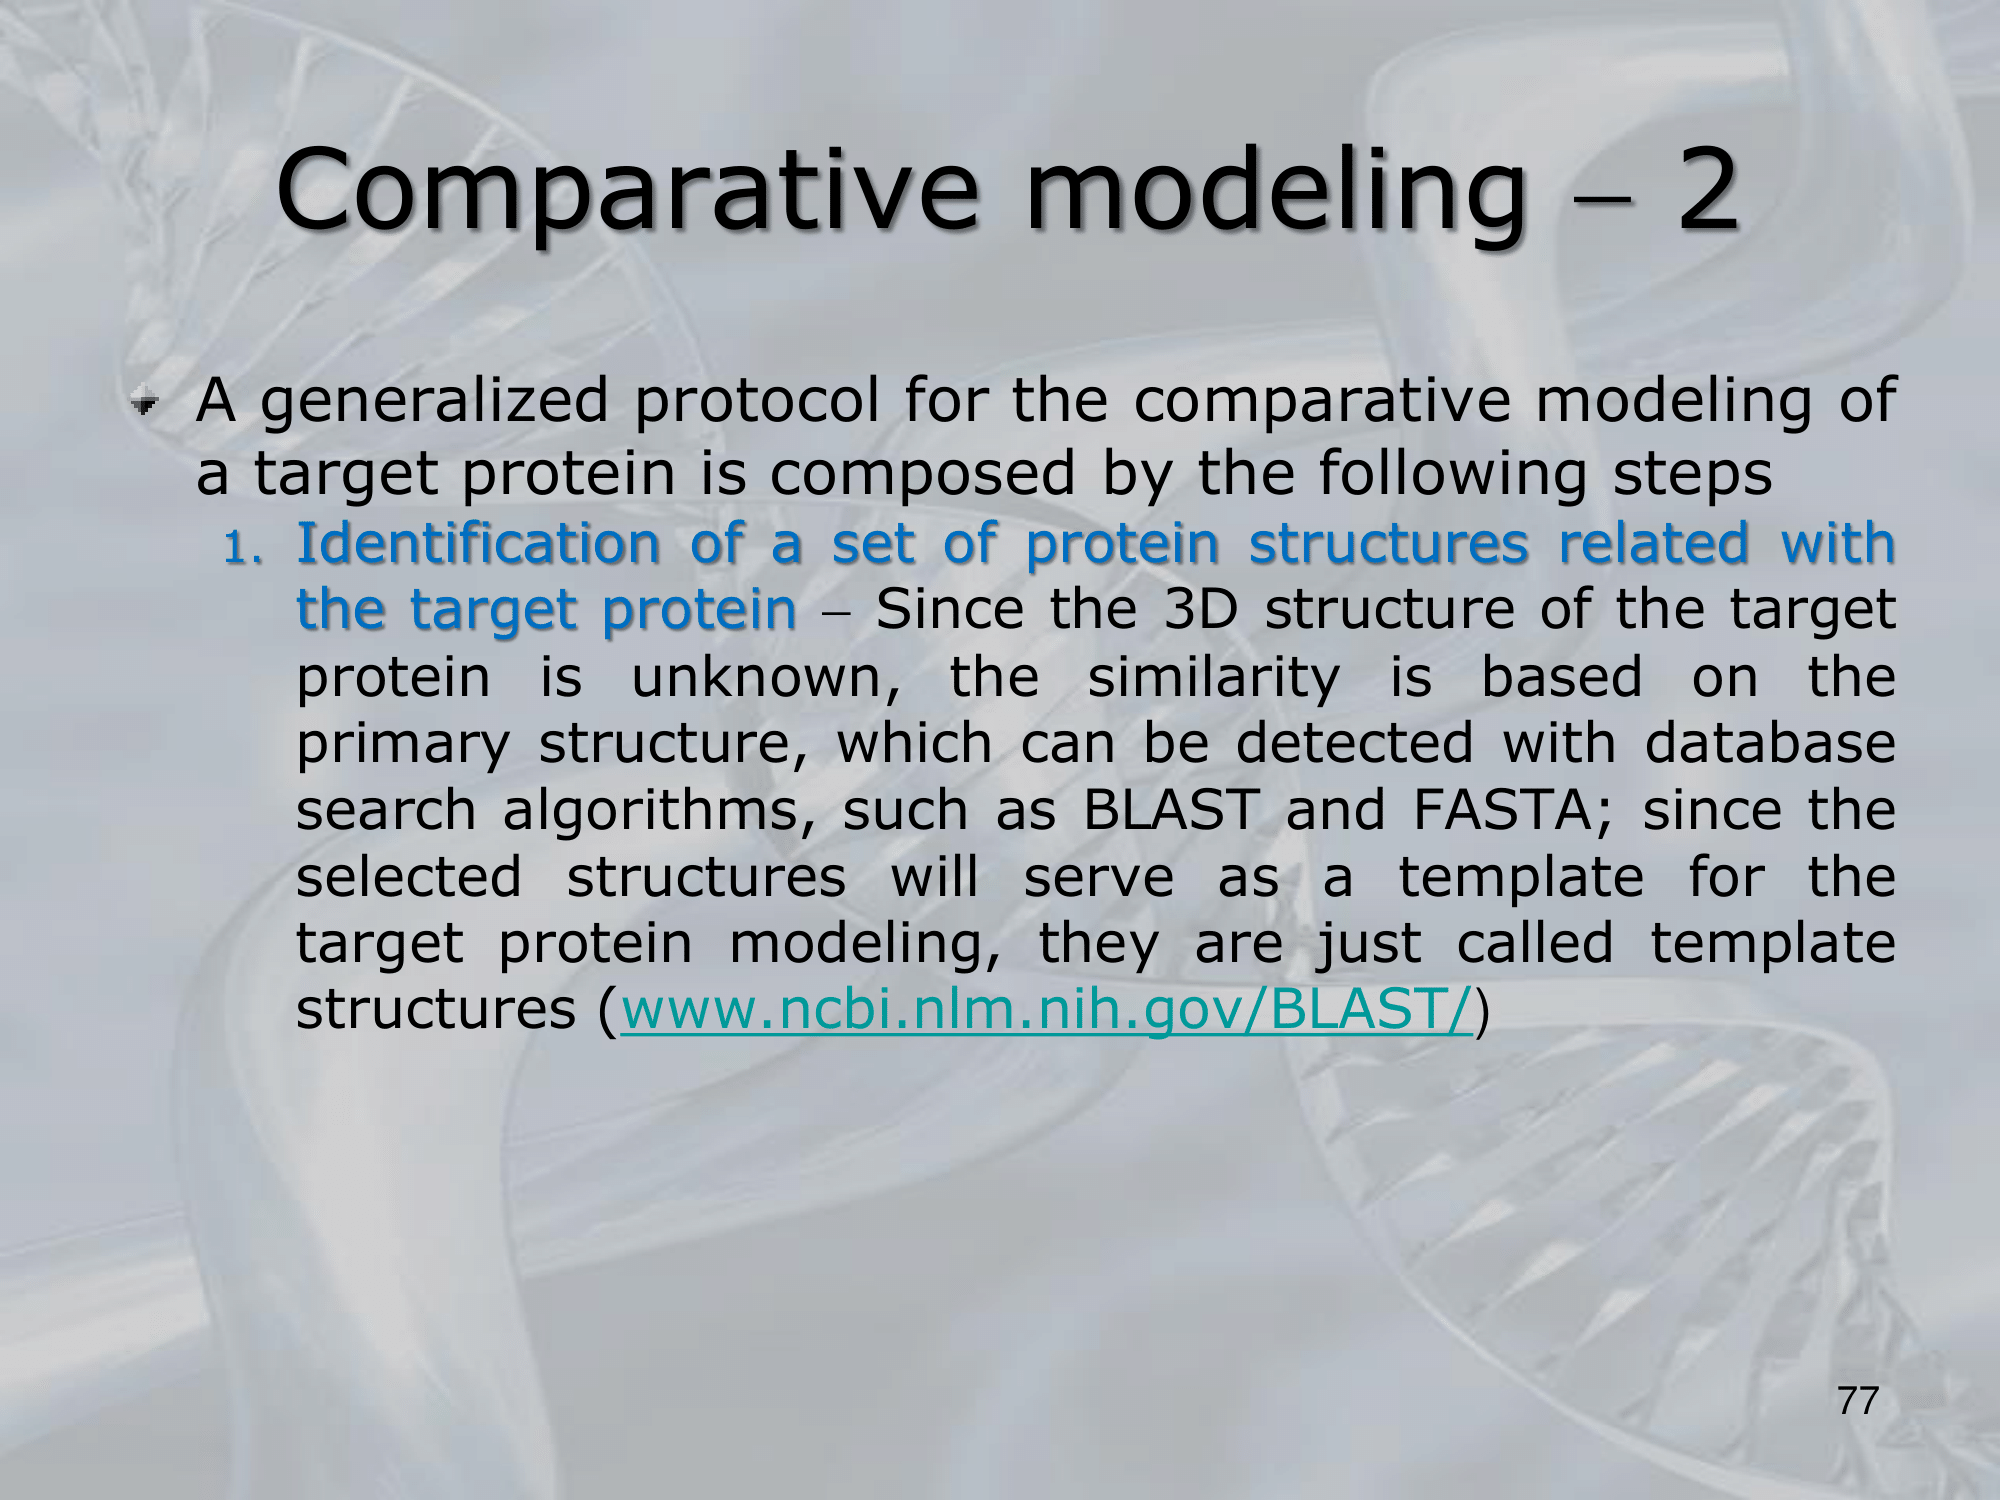 Comparative modeling – 2
A generalized protocol for the comparative modeling of
a target protein is composed by the following steps
1. Identification of a set of protein structures related with
the target protein – Since the 3D structure of the target
protein is unknown, the similarity is based on the
primary structure, which can be detected with database
search algorithms, such as BLAST and FASTA; since the
selected structures will serve as a template for the
target protein modeling, they are just called template
structures (www.ncbi.nlm.nih.gov/BLAST/)
77